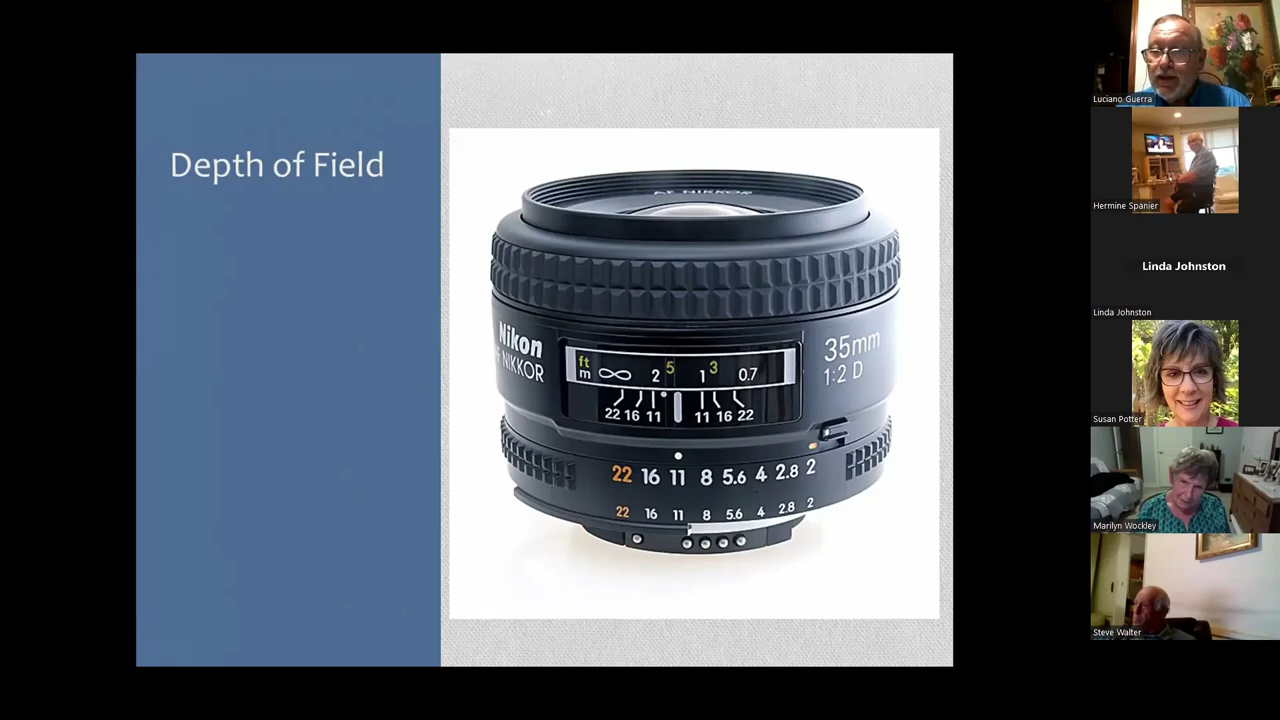 Depth of Field
AF NIKKOR
Nikon
NIKKOR
35mm
1:2 D
ft 5 3
m ∞ 2 1 0.7
22 16 11 11 16 22
22 16 11 8 5.6 4 2.8 2
22 16 11 8 5.6 4 2.8 2
Luciano Guerra
Hermine Spanier
Linda Johnston
Linda Johnston
Susan Potter
Marilyn Wockley
Steve Walter